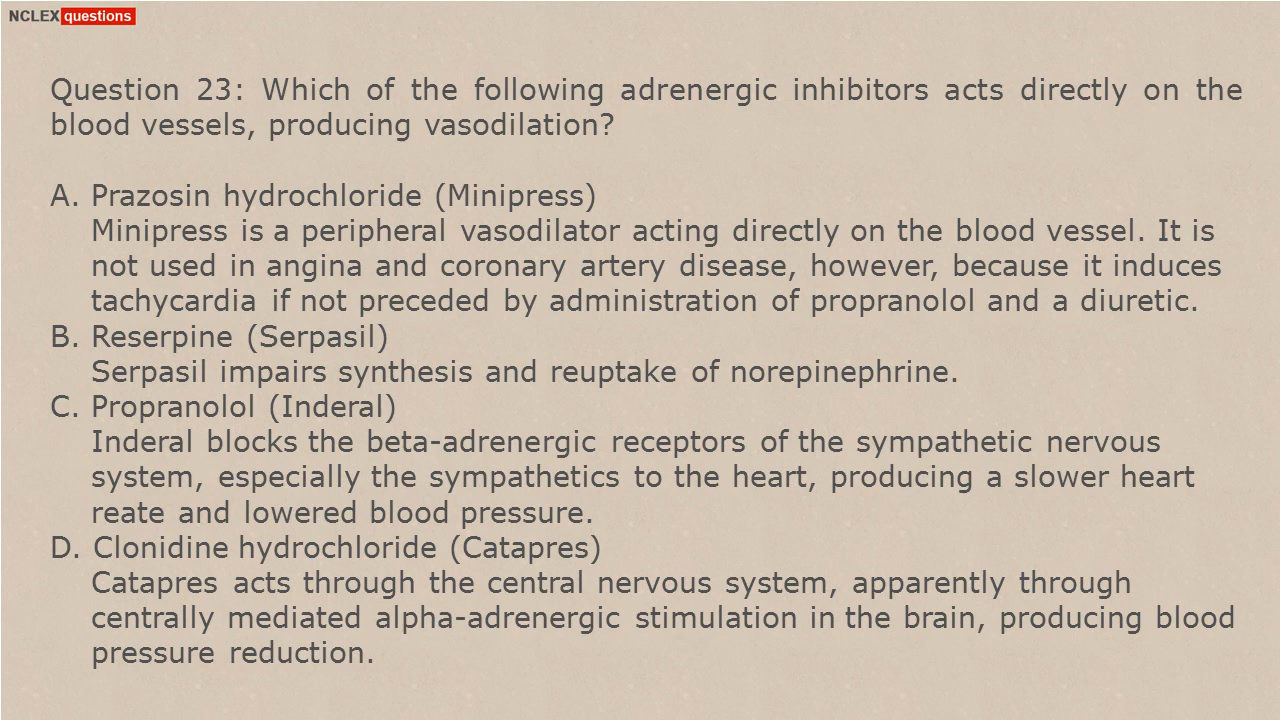 NCLEX questions
Question 23: Which of the following adrenergic inhibitors acts directly on the
blood vessels, producing vasodilation?
A. Prazosin hydrochloride (Minipress)
Minipress is a peripheral vasodilator acting directly on the blood vessel. It is
not used in angina and coronary artery disease, however, because it induces
tachycardia if not preceded by administration of propranolol and a diuretic.
B. Reserpine (Serpasil)
Serpasil impairs synthesis and reuptake of norepinephrine.
C. Propranolol (Inderal)
Inderal blocks the beta-adrenergic receptors of the sympathetic nervous
system, especially the sympathetics to the heart, producing a slower heart
reate and lowered blood pressure.
D. Clonidine hydrochloride (Catapres)
Catapres acts through the central nervous system, apparently through
centrally mediated alpha-adrenergic stimulation in the brain, producing blood
pressure reduction.